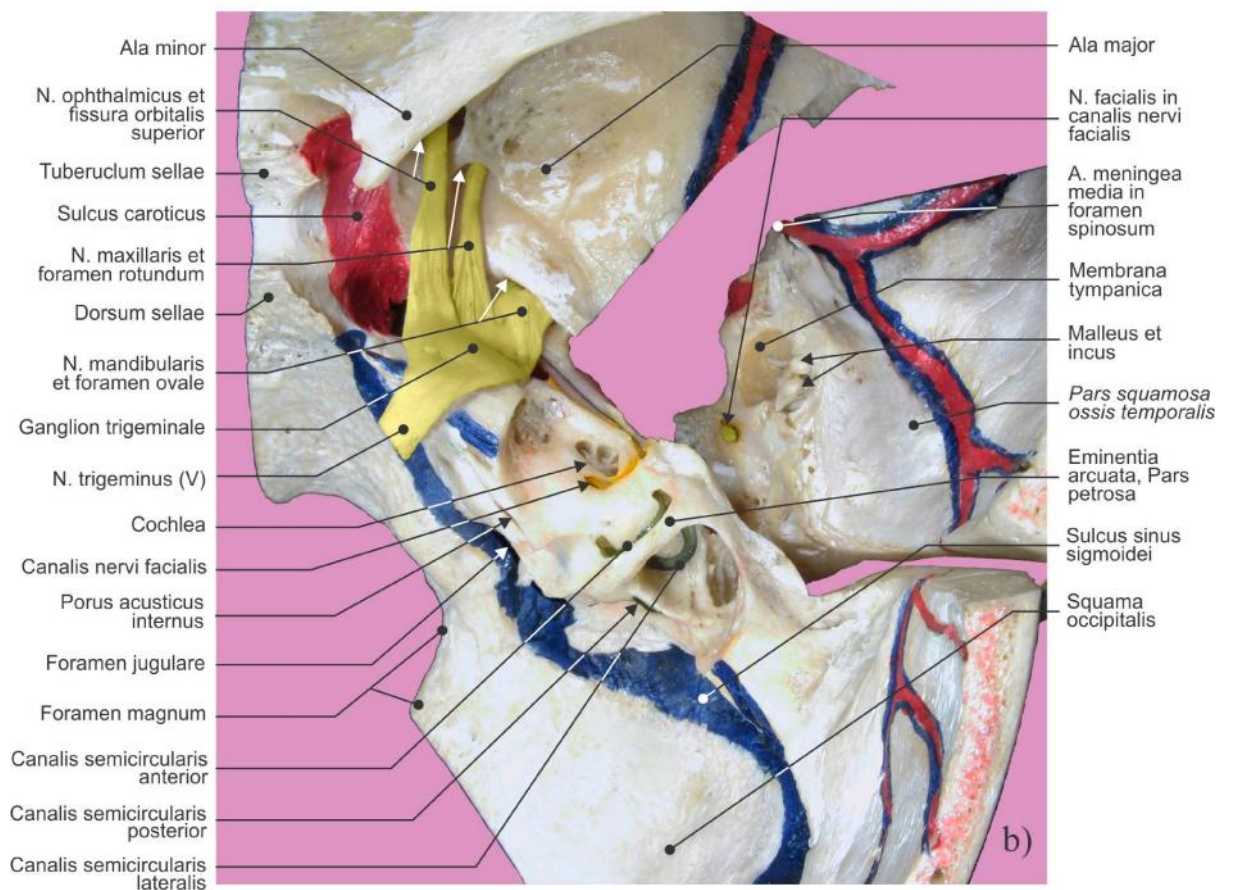 Ala minor
N. ophthalmicus et
fissura orbitalis
superior
Tuberuclum sellae
Sulcus caroticus
N. maxillaris et
foramen rotundum
Dorsum sellae
N. mandibularis
et foramen ovale
Ganglion trigeminale
N. trigeminus (V)
Cochlea
Canalis nervi facialis
Porus acusticus
internus
Foramen jugulare
Foramen magnum
Canalis semicircularis
anterior
Canalis semicircularis
posterior
Canalis semicircularis
lateralis
Ala major
N. facialis in
canalis nervi
facialis
A. meningea
media in
foramen
spinosum
Membrana
tympanica
Malleus et
incus
Pars squamosa
ossis temporalis
Eminentia
arcuata, Pars
petrosa
Sulcus sinus
sigmoidei
Squama
occipitalis
b)